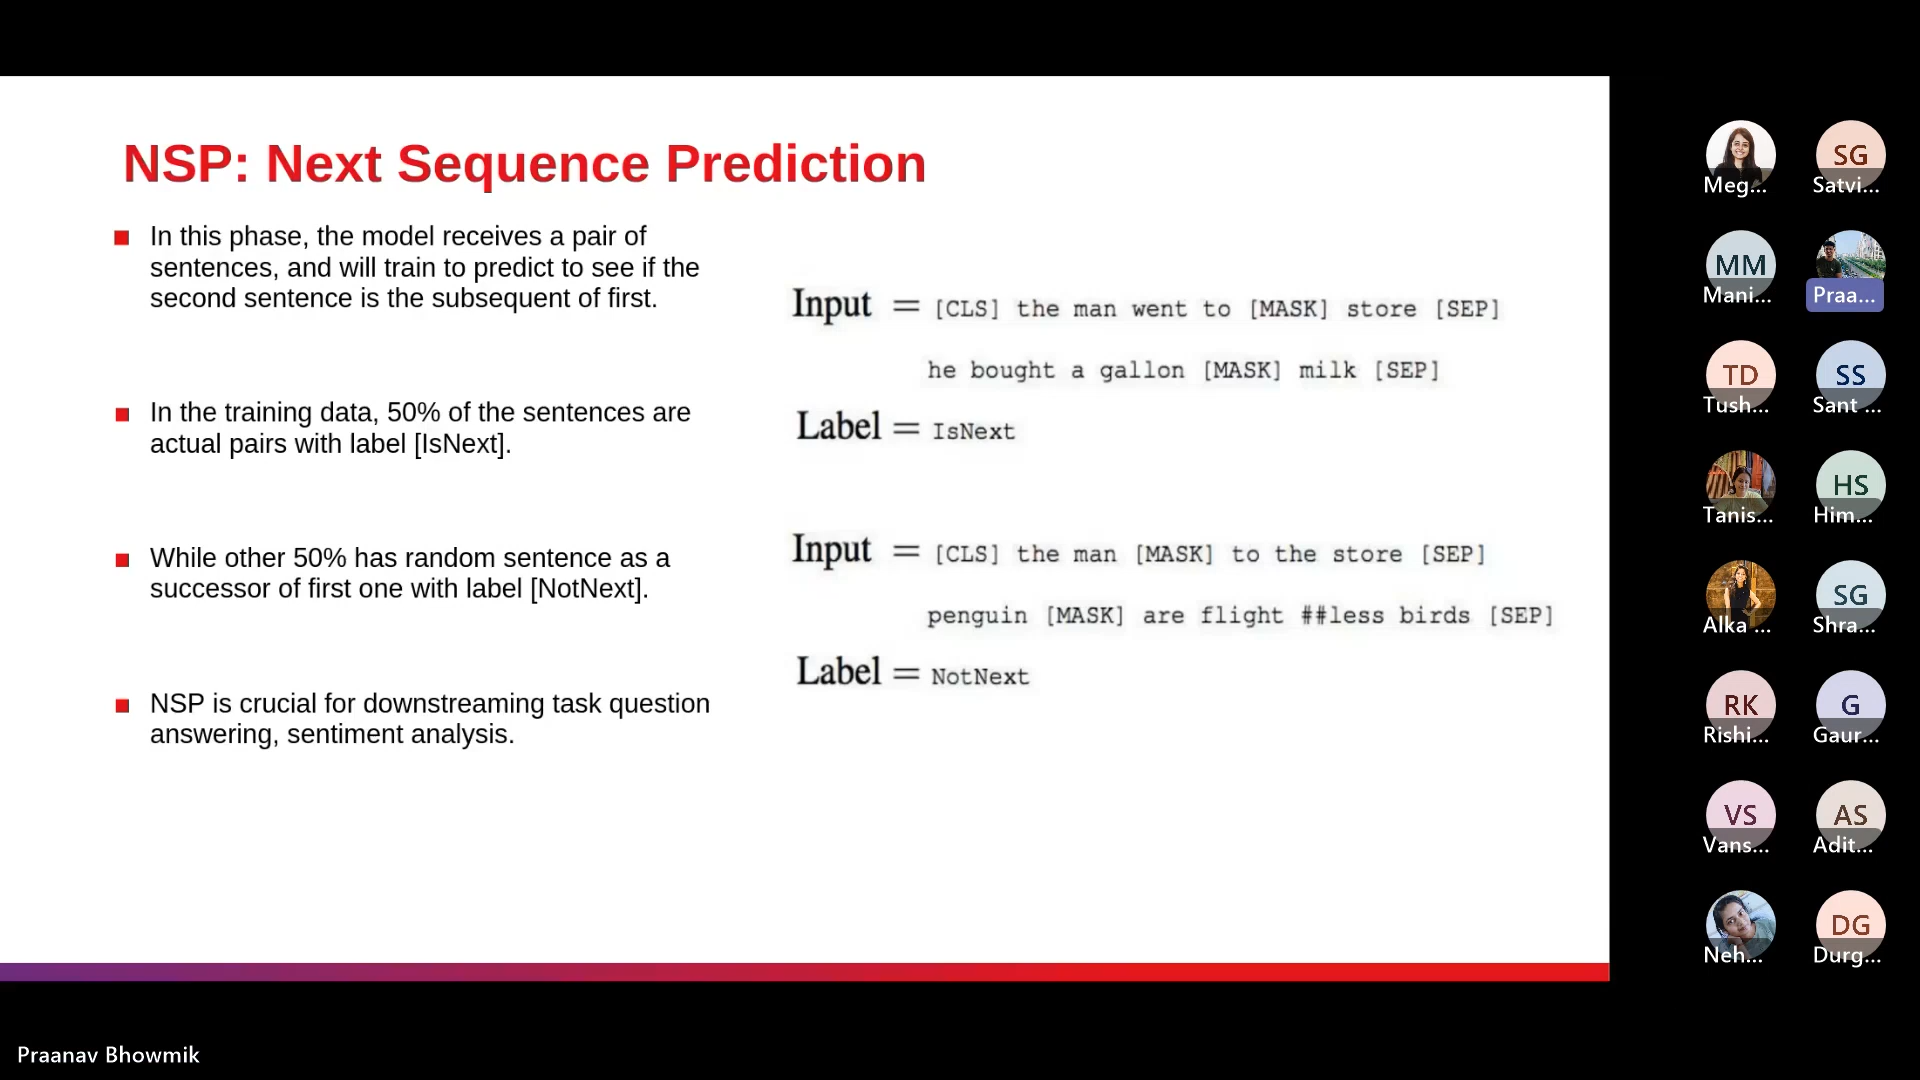 NSP: Next Sequence Prediction
In this phase, the model receives a pair of
sentences, and will train to predict to see if the
second sentence is the subsequent of first.
In the training data, 50% of the sentences are
actual pairs with label [IsNext].
While other 50% has random sentence as a
successor of first one with label [NotNext].
NSP is crucial for downstreaming task question
answering, sentiment analysis.
Input = [CLS] the man went to [MASK] store [SEP]
he bought a gallon [MASK] milk [SEP]
Label = IsNext
Input = [CLS] the man [MASK] to the store [SEP]
penguin [MASK] are flight ##less birds [SEP]
Label = NotNext
Meg...
SG
Satvi...
MM
Mani...
Praa...
TD
Tush...
SS
Sant ...
Tanis...
HS
Him...
Alka ...
SG
Shra...
RK
Rishi...
G
Gaur...
VS
Vans...
AS
Adit...
Neh...
DG
Durg...
Praanav Bhowmik